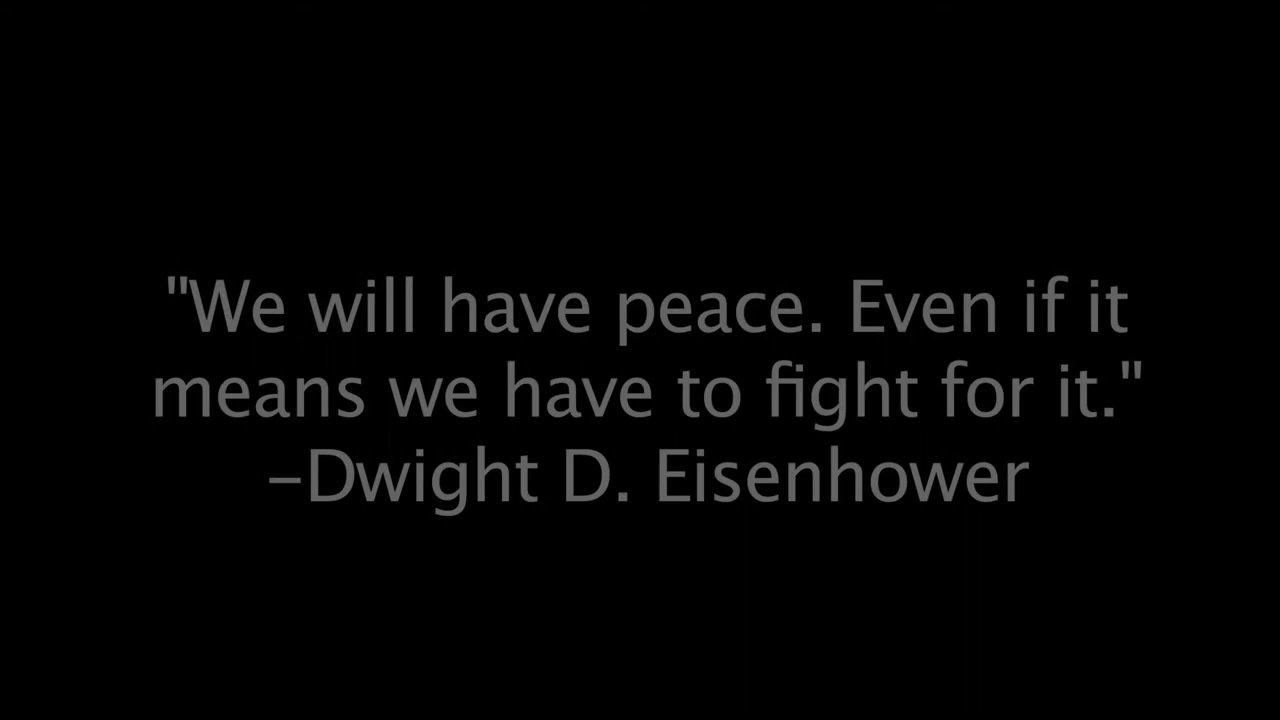 "We will have peace. Even if it
means we have to fight for it."
–Dwight D. Eisenhower